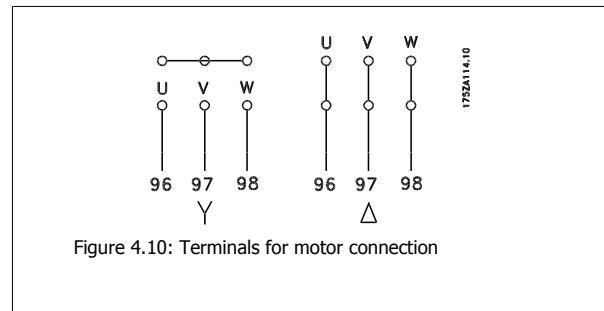 U V W
U V W
175ZA114.10
96 97 98
96 97 98
Y
Δ
Figure 4.10: Terminals for motor connection